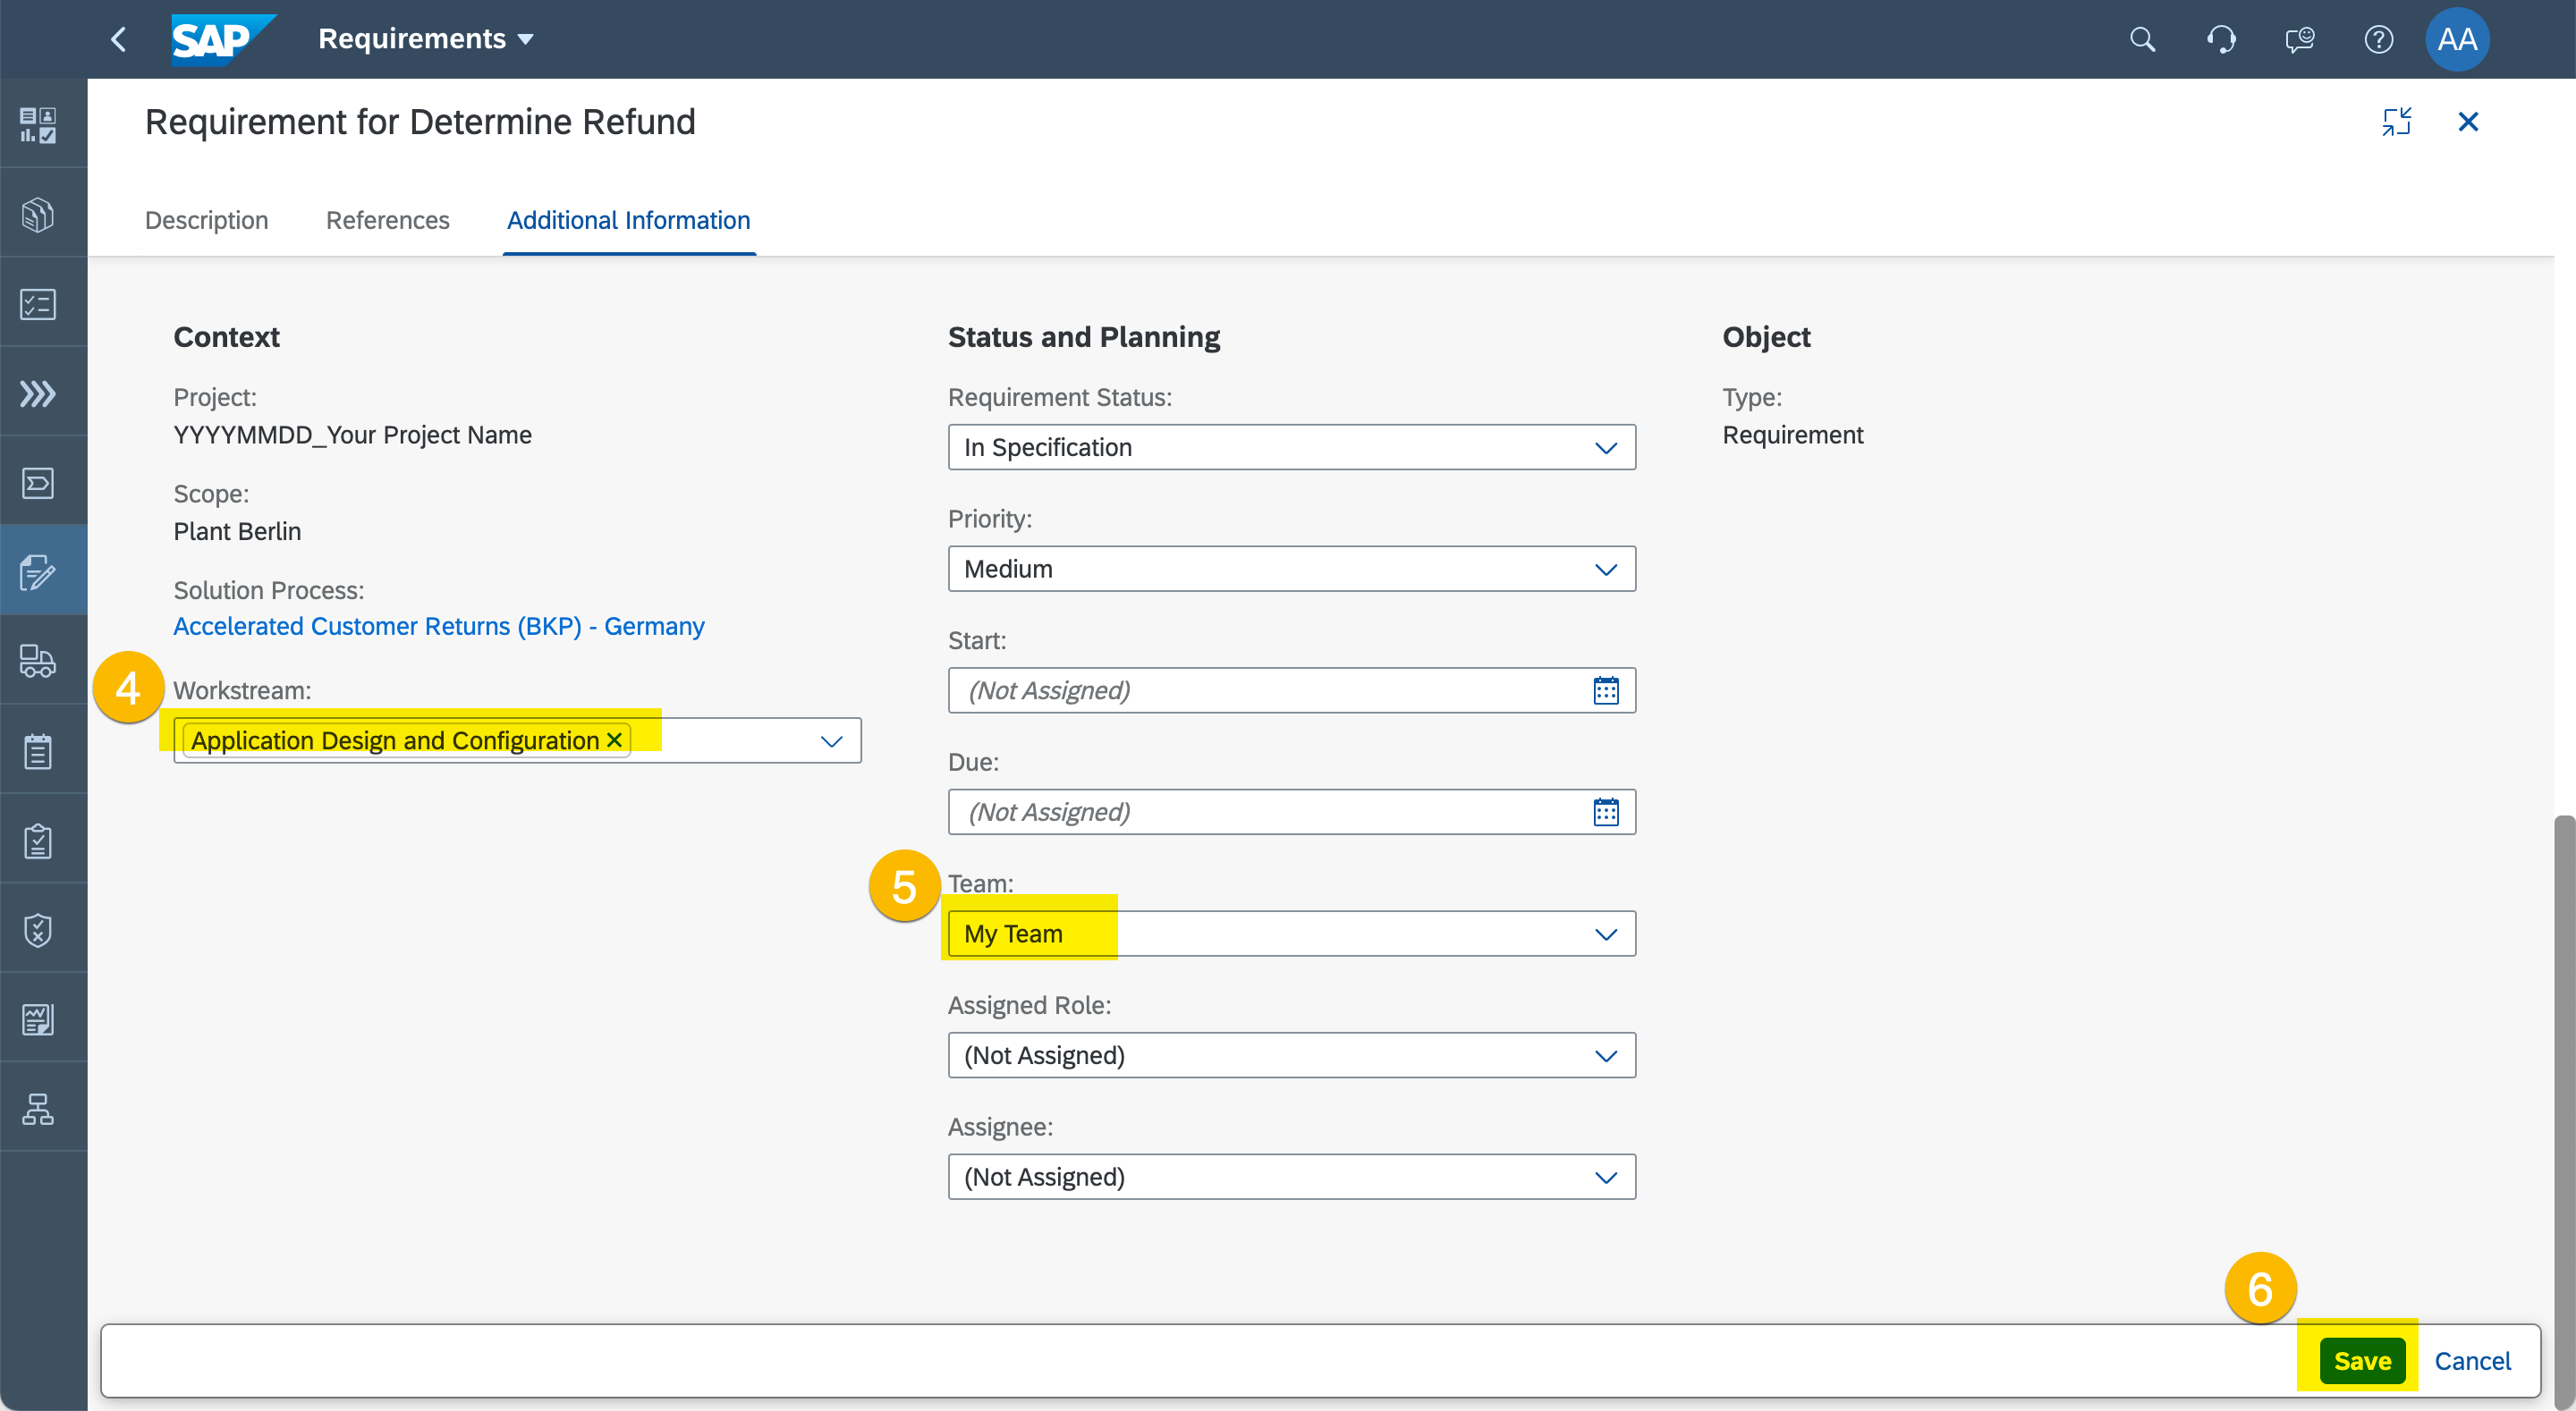 SAP
Requirements
AA
Requirement for Determine Refund
Description
References
Additional Information
Context
Project:
YYYYMMDD_Your Project Name
Scope:
Plant Berlin
Solution Process:
Accelerated Customer Returns (BKP) - Germany
4
Workstream:
Application Design and Configuration
Status and Planning
Requirement Status:
In Specification
Priority:
Medium
Start:
(Not Assigned)
Due:
(Not Assigned)
5
Team:
My Team
Assigned Role:
(Not Assigned)
Assignee:
(Not Assigned)
Object
Type:
Requirement
6
Save
Cancel